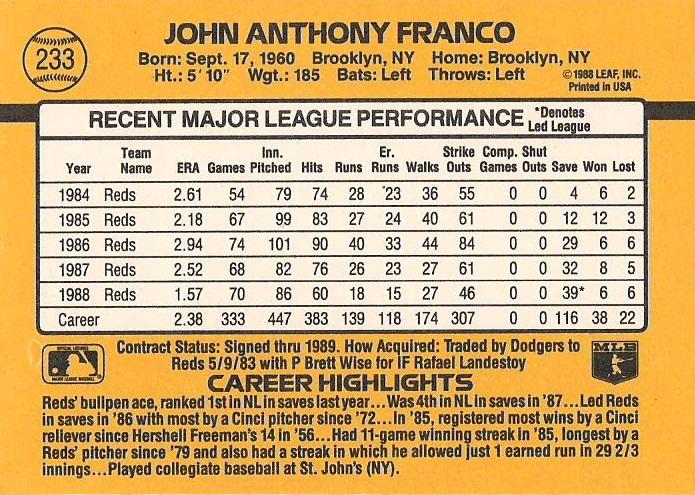 JOHN ANTHONY FRANCO
233
Born: Sept. 17, 1960 Brooklyn, NY Home: Brooklyn, NY
Ht.: 5' 10" Wgt.: 185 Bats: Left Throws: Left
©1988 LEAF, INC.
Printed in USA
RECENT MAJOR LEAGUE PERFORMANCE *Denotes Led League
Year Team Name ERA Games Inn. Pitched Hits Runs Er. Runs Walks Strike Outs Comp. Games Shut Outs Save Won Lost
1984 Reds 2.61 54 79 74 28 23 36 55 0 0 4 6 2
1985 Reds 2.18 67 99 83 27 24 40 61 0 0 12 12 3
1986 Reds 2.94 74 101 90 40 33 44 84 0 0 29 6 6
1987 Reds 2.52 68 82 76 26 23 27 61 0 0 32 8 5
1988 Reds 1.57 70 86 60 18 15 27 46 0 0 39* 6 6
Career 2.38 333 447 383 139 118 174 307 0 0 116 38 22
Contract Status: Signed thru 1989. How Acquired: Traded by Dodgers to
Reds 5/9/83 with P Brett Wise for IF Rafael Landestoy
MLB
CAREER HIGHLIGHTS
Reds' bullpen ace, ranked 1st in NL in saves last year...Was 4th in NL in saves in '87...Led Reds
in saves in '86 with most by a Cinci pitcher since '72...In '85, registered most wins by a Cinci
reliever since Hershell Freeman's 14 in '56...Had 11-game winning streak in '85, longest by a
Reds' pitcher since '79 and also had a streak in which he allowed just 1 earned run in 29 2/3
innings...Played collegiate baseball at St. John's (NY).